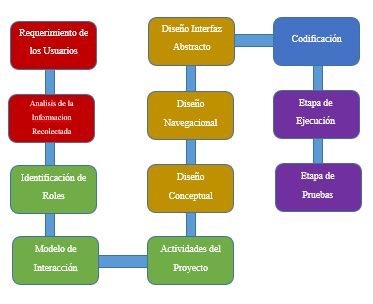 Requerimiento de
los Usuarios
Analisis de la
Informacion
Recolectada
Identificación de
Roles
Modelo de
Interacción
Actividades del
Proyecto
Diseño
Conceptual
Diseño
Navegacional
Diseño Interfaz
Abstracto
Codificación
Etapa de
Ejecución
Etapa de
Pruebas